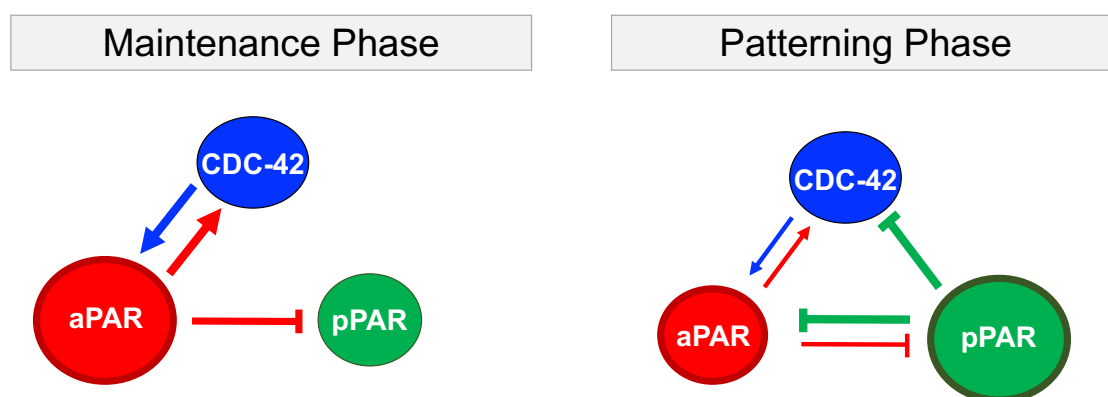 Maintenance Phase
Patterning Phase
CDC-42
aPAR
pPAR
CDC-42
aPAR
pPAR